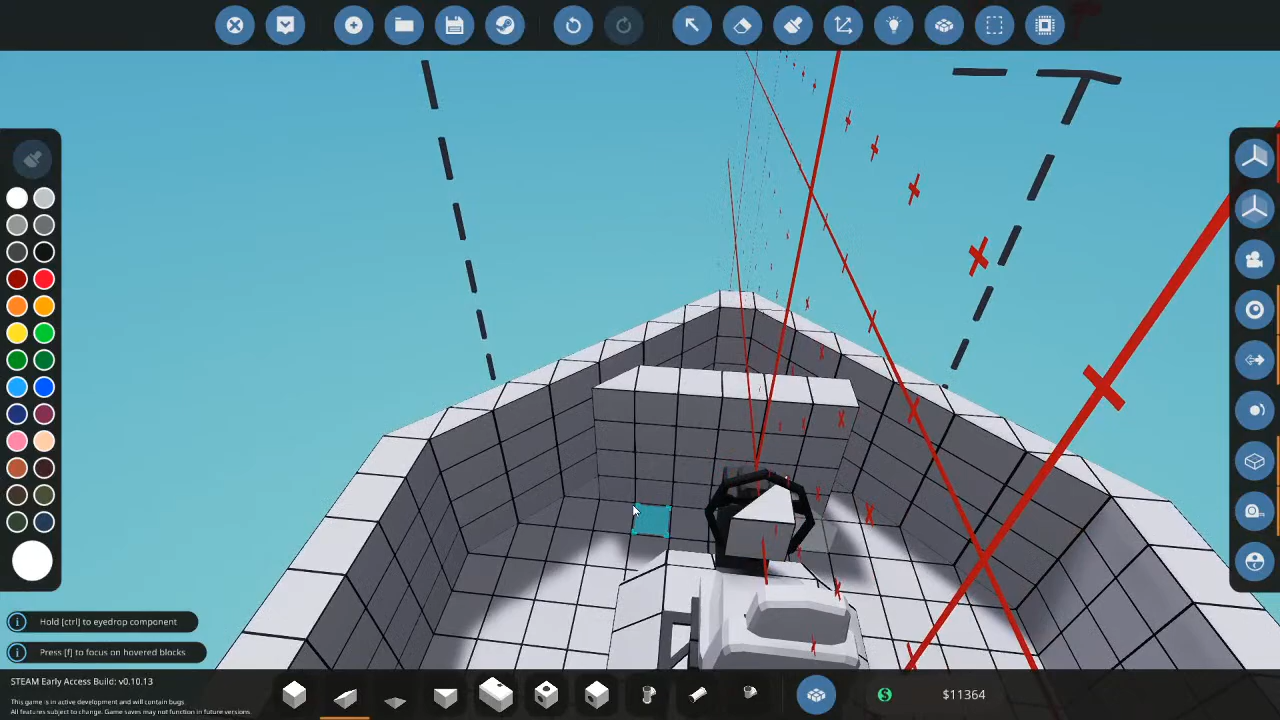 Hold [ctrl] to eyedrop component
Press [f] to focus on hovered blocks
STEAM Early Access Build: v0.10.13
This game is in active development and will contain bugs
All features subject to change. Game saves may not function in future versions.
$11364